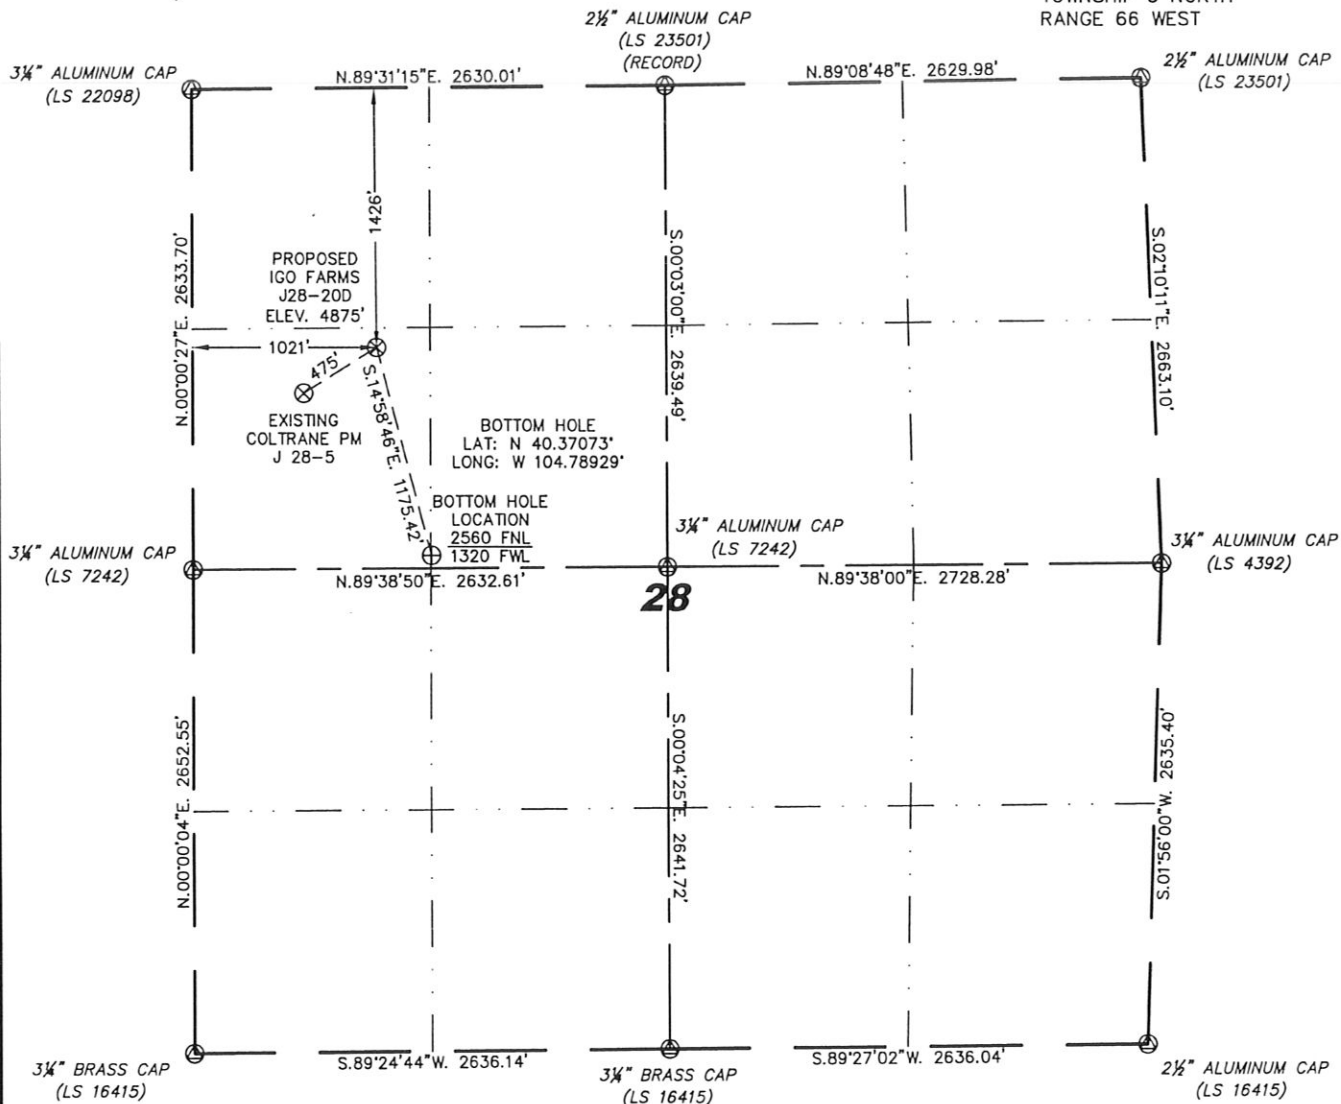 RANGE 66 WEST
2½" ALUMINUM CAP
(LS 23501)
(RECORD)
3¼" ALUMINUM CAP
(LS 22098)
N.89°31'15"E. 2630.01'
N.89°08'48"E. 2629.98'
2½" ALUMINUM CAP
(LS 23501)
1426'
N.00°00'27"E. 2633.70'
PROPOSED
IGO FARMS
J28-20D
ELEV. 4875'
1021'
475'
EXISTING
COLTRANE PM
J 28-5
S.14°58'46"E. 1175.42'
S.00°03'00"E. 2639.49'
S.02°10'11"E. 2663.10'
BOTTOM HOLE
LAT: N 40.37073°
LONG: W 104.78929°
BOTTOM HOLE
LOCATION
2560 FNL
1320 FWL
3¼" ALUMINUM CAP
(LS 7242)
3¼" ALUMINUM CAP
(LS 7242)
3¼" ALUMINUM CAP
(LS 4392)
N.89°38'50"E. 2632.61'
N.89°38'00"E. 2728.28'
28
N.00°00'04"E. 2652.55'
S.00°04'25"E. 2641.72'
S.01°56'00"W. 2635.40'
S.89°24'44"W. 2636.14'
S.89°27'02"W. 2636.04'
3¼" BRASS CAP
(LS 16415)
3¼" BRASS CAP
(LS 16415)
2½" ALUMINUM CAP
(LS 16415)